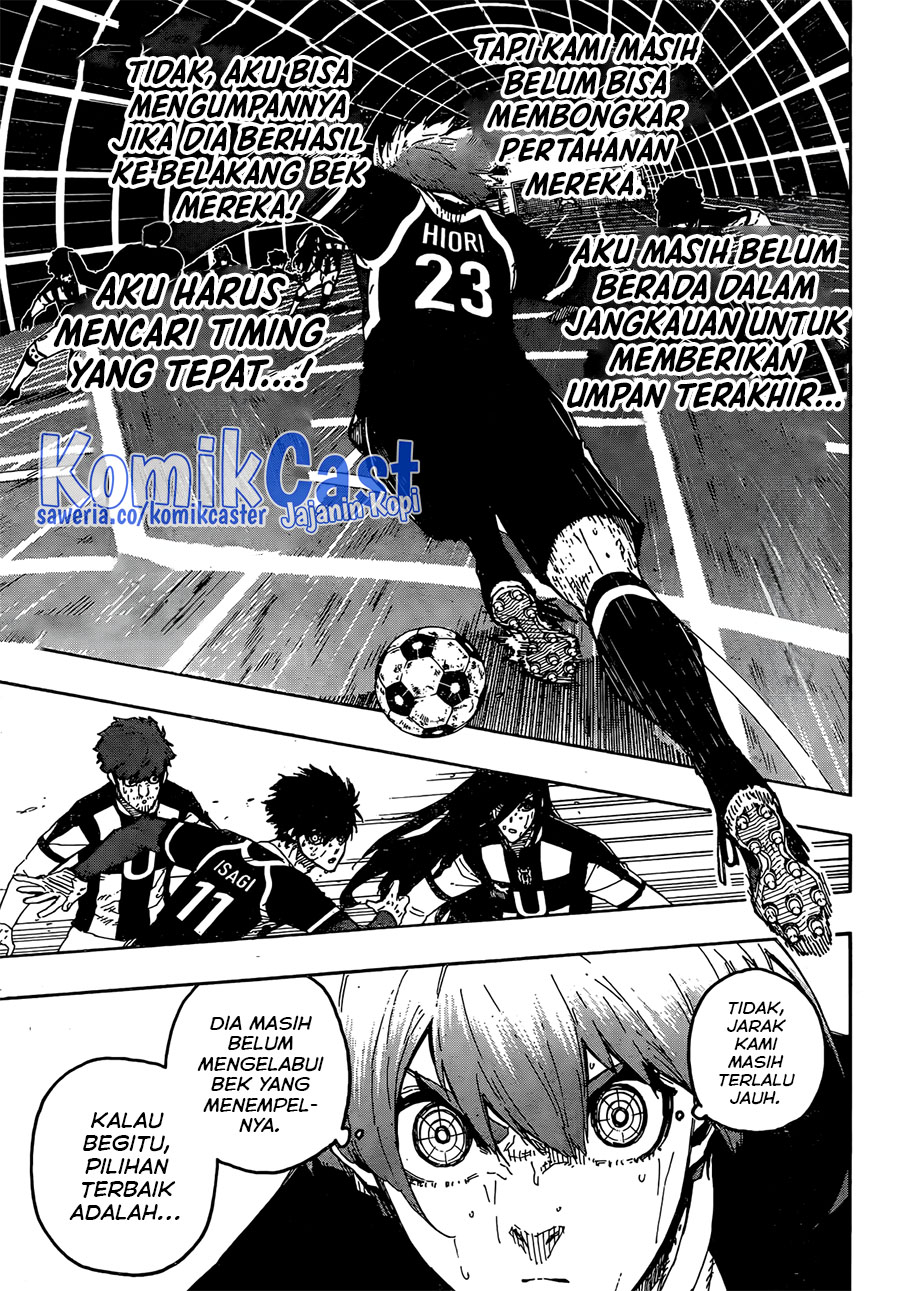 TAPI KAMI MASIH
BELUM BISA
MEMBONGKAR
PERTAHANAN
MEREKA.
TIDAK, AKU BISA
MENGUMPANNYA
JIKA DIA BERHASIL
KE BELAKANG BEK
MEREKA!
AKU MASIH BELUM
BERADA DALAM
JANGKAUAN UNTUK
MEMBERIKAN
UMPAN TERAKHIR...
AKU HARUS
MENCARI TIMING
YANG TEPAT...!
HIORI
23
KomikCast
saweria.co/komikcaster Jajanin Kopi
ISAGI
11
U
U
TIDAK,
JARAK
KAMI
MASIH
TERLALU
JAUH.
DIA MASIH
BELUM
MENGELABUI
BEK YANG
MENEMPEL-
NYA.
KALAU
BEGITU,
PILIHAN
TERBAIK
ADALAH...